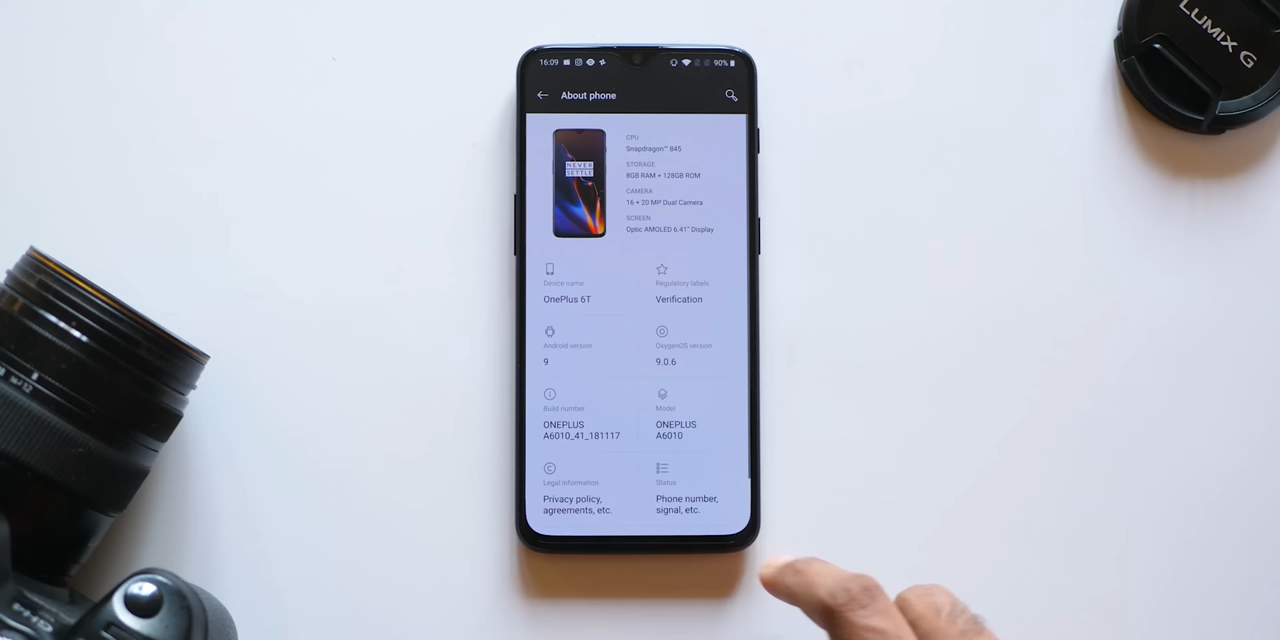 LUMIX G
16:09
90%
About phone
CPU
Snapdragon™ 845
STORAGE
8GB RAM + 128GB ROM
CAMERA
16 + 20 MP Dual Camera
SCREEN
Optic AMOLED 6.41" Display
NEVER
SETTLE
Device name
OnePlus 6T
Regulatory labels
Verification
Android version
9
OxygenOS version
9.0.6
Build number
ONEPLUS
A6010_41_181117
Model
ONEPLUS
A6010
Legal information
Privacy policy,
agreements, etc.
Status
Phone number,
signal, etc.
GH4